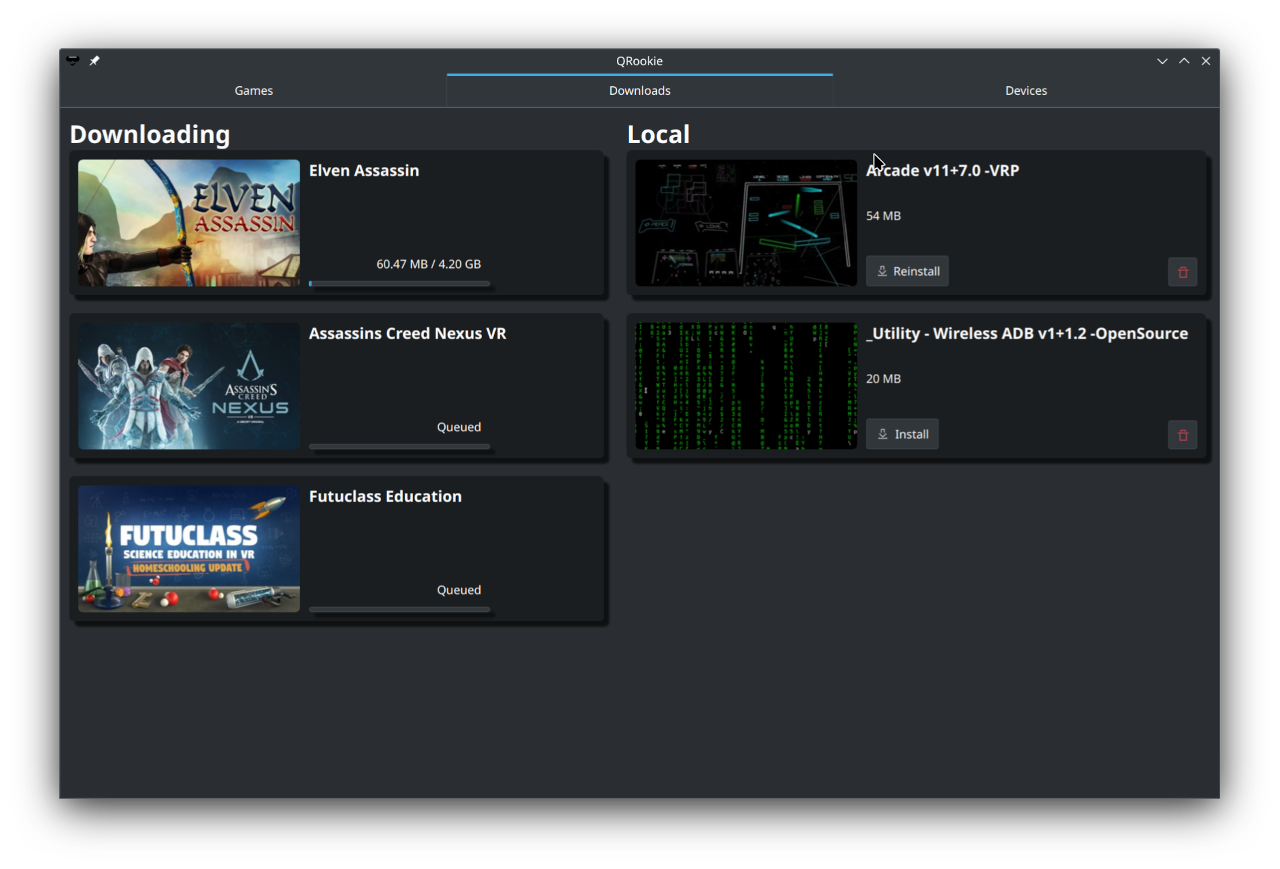 QRookie
Games
Downloads
Devices
Downloading
ELVEN
ASSASSIN
Elven Assassin
60.47 MB / 4.20 GB
ASSASSIN'S
CREED
NEXUS
VR
Assassins Creed Nexus VR
Queued
FUTUCLASS
SCIENCE EDUCATION IN VR
HOMESCHOOLING UPDATE
Futuclass Education
Queued
Local
Arcade v11+7.0 -VRP
54 MB
Reinstall
_Utility - Wireless ADB v1+1.2 -OpenSource
20 MB
Install